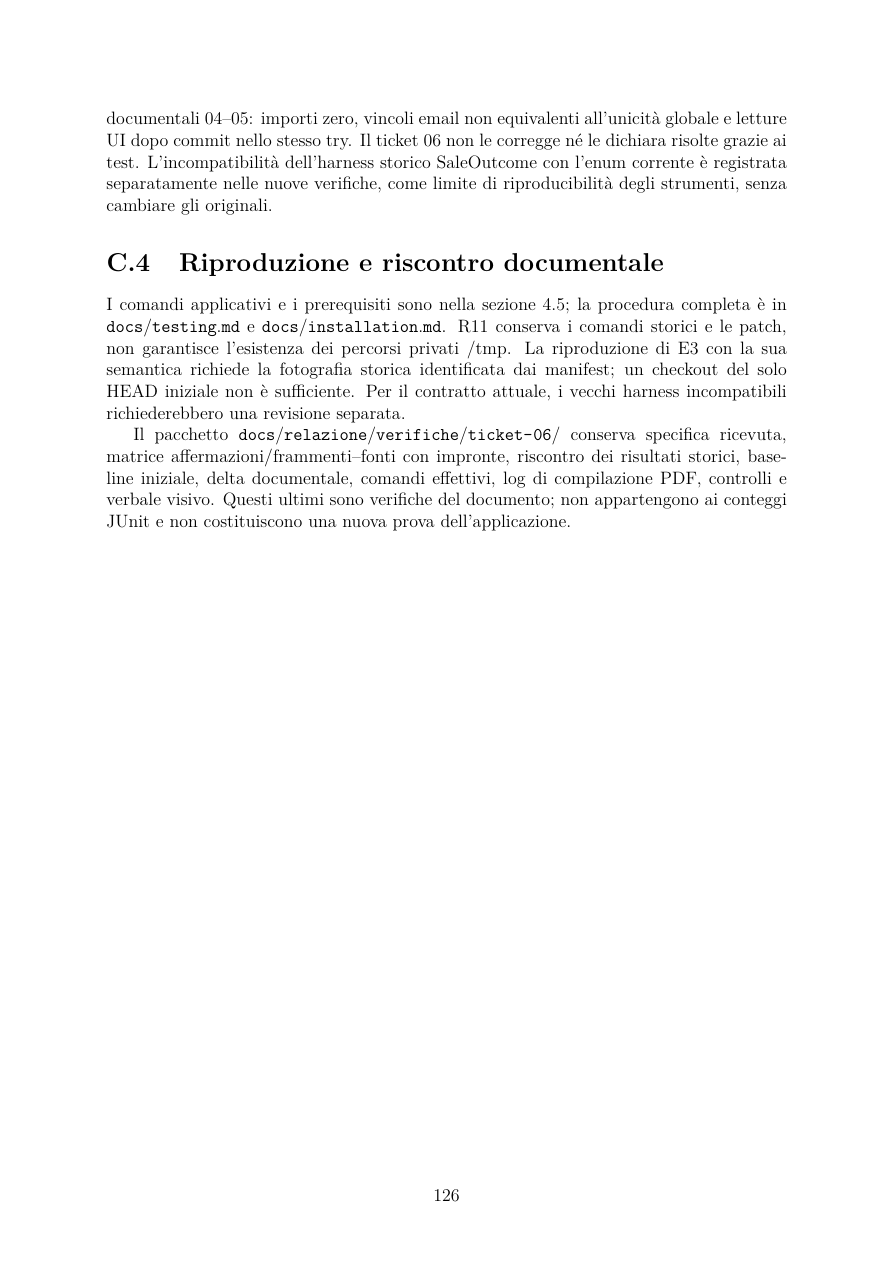 documentali 04–05: importi zero, vincoli email non equivalenti all'unicità globale e letture
UI dopo commit nello stesso try. Il ticket 06 non le corregge né le dichiara risolte grazie ai
test. L'incompatibilità dell'harness storico SaleOutcome con l'enum corrente è registrata
separatamente nelle nuove verifiche, come limite di riproducibilità degli strumenti, senza
cambiare gli originali.
C.4 Riproduzione e riscontro documentale
I comandi applicativi e i prerequisiti sono nella sezione 4.5; la procedura completa è in
docs/testing.md e docs/installation.md. R11 conserva i comandi storici e le patch,
non garantisce l'esistenza dei percorsi privati /tmp. La riproduzione di E3 con la sua
semantica richiede la fotografia storica identificata dai manifest; un checkout del solo
HEAD iniziale non è sufficiente. Per il contratto attuale, i vecchi harness incompatibili
richiederebbero una revisione separata.
Il pacchetto docs/relazione/verifiche/ticket-06/ conserva specifica ricevuta,
matrice affermazioni/frammenti–fonti con impronte, riscontro dei risultati storici, base-
line iniziale, delta documentale, comandi effettivi, log di compilazione PDF, controlli e
verbale visivo. Questi ultimi sono verifiche del documento; non appartengono ai conteggi
JUnit e non costituiscono una nuova prova dell'applicazione.
126